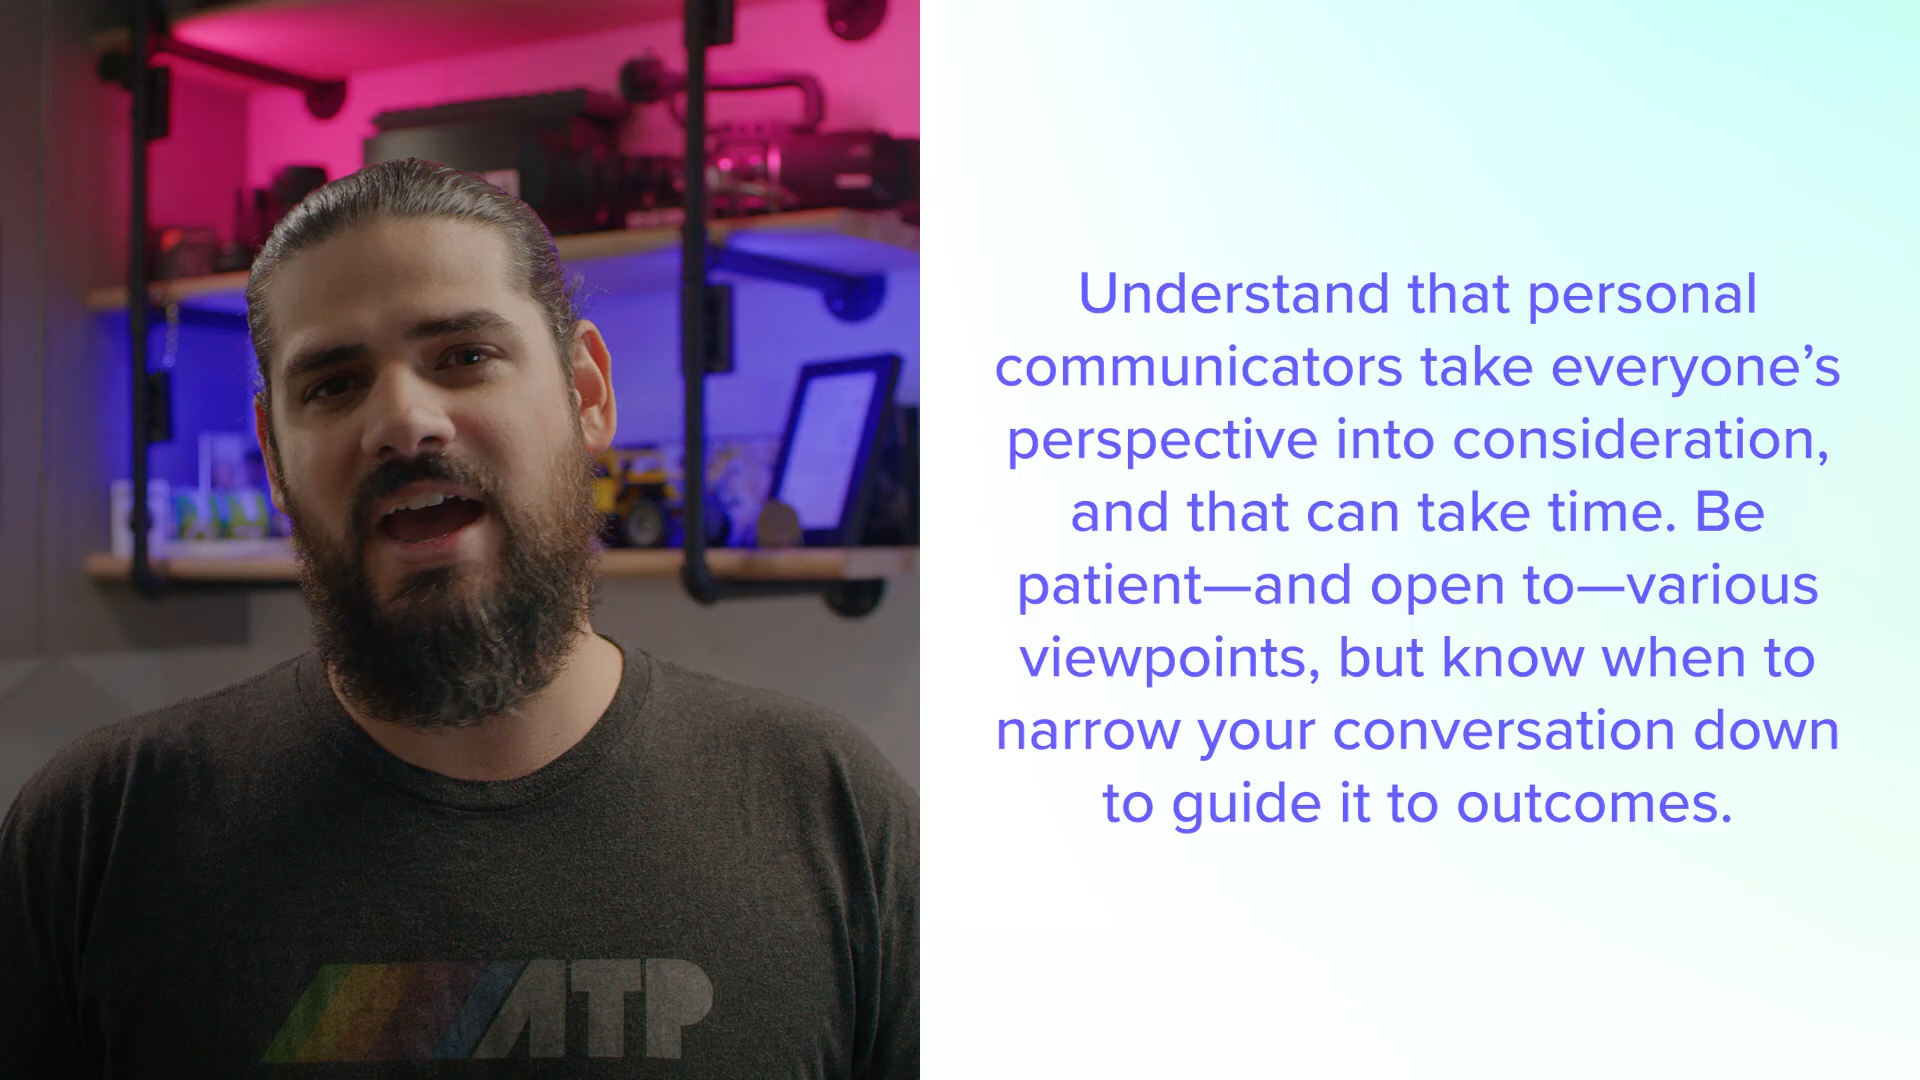 Understand that personal
communicators take everyone’s
perspective into consideration,
and that can take time. Be
patient—and open to—various
viewpoints, but know when to
narrow your conversation down
to guide it to outcomes.
ATP